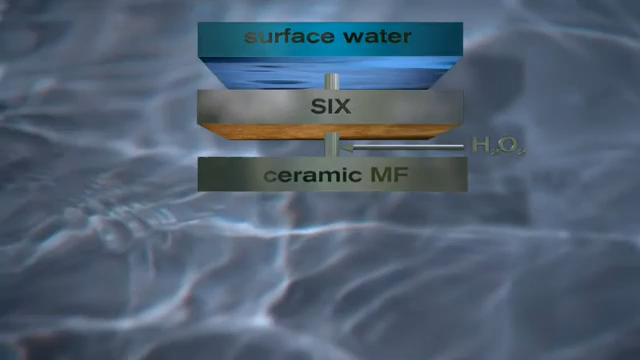 surface water
SIX
H₂O₂
ceramic MF